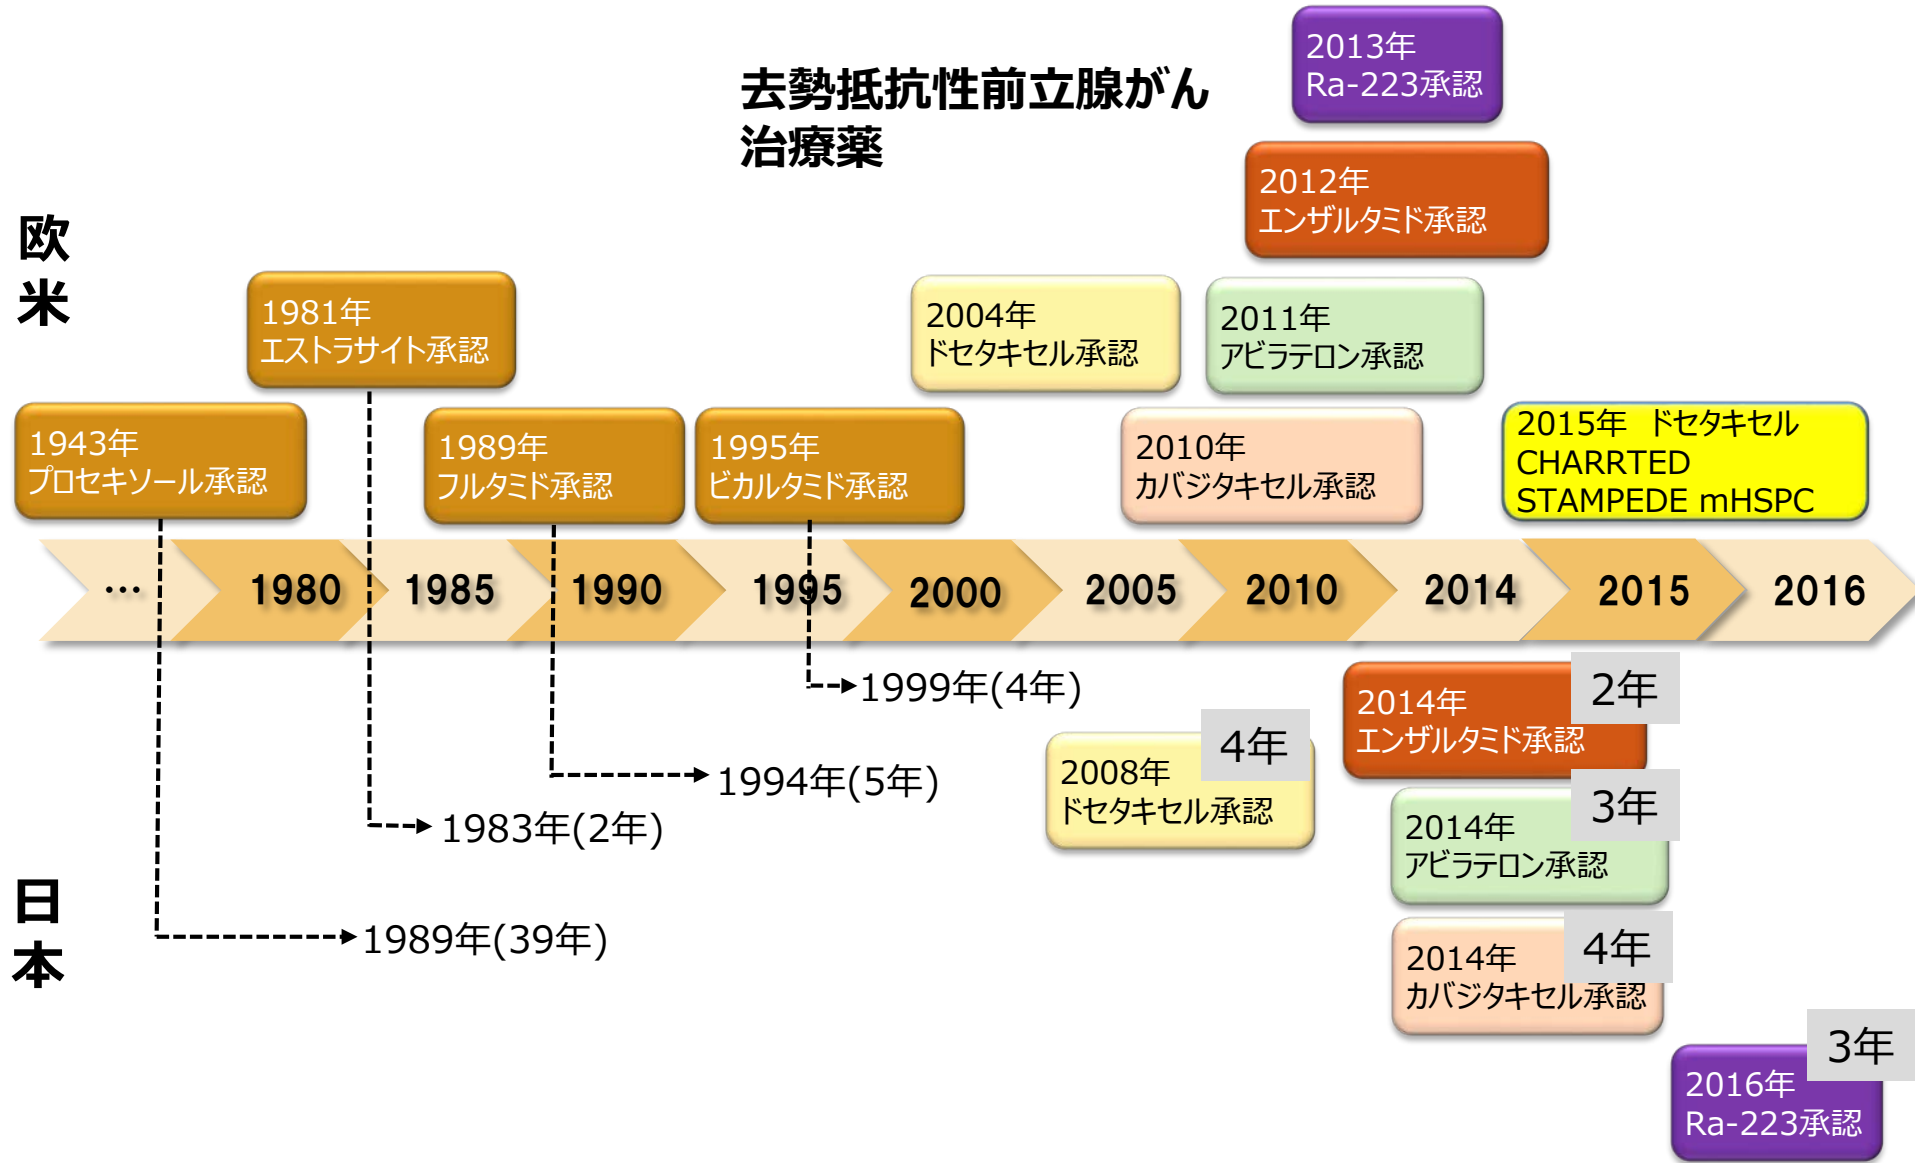 去勢抵抗性前立腺がん
治療薬
欧
米
2013年
Ra-223承認
2012年
エンザルタミド承認
1981年
エストラサイト承認
2004年
ドセタキセル承認
2011年
アビラテロン承認
1943年
プロセキソール承認
1989年
フルタミド承認
1995年
ビカルタミド承認
2010年
カバジタキセル承認
2015年 ドセタキセル
CHARRTED
STAMPEDE mHSPC
… 1980 1985 1990 1995 2000 2005 2010 2014 2015 2016
日
本
1999年(4年)
1994年(5年)
1983年(2年)
1989年(39年)
4年
2008年
ドセタキセル承認
2年
2014年
エンザルタミド承認
3年
2014年
アビラテロン承認
4年
2014年
カバジタキセル承認
3年
2016年
Ra-223承認